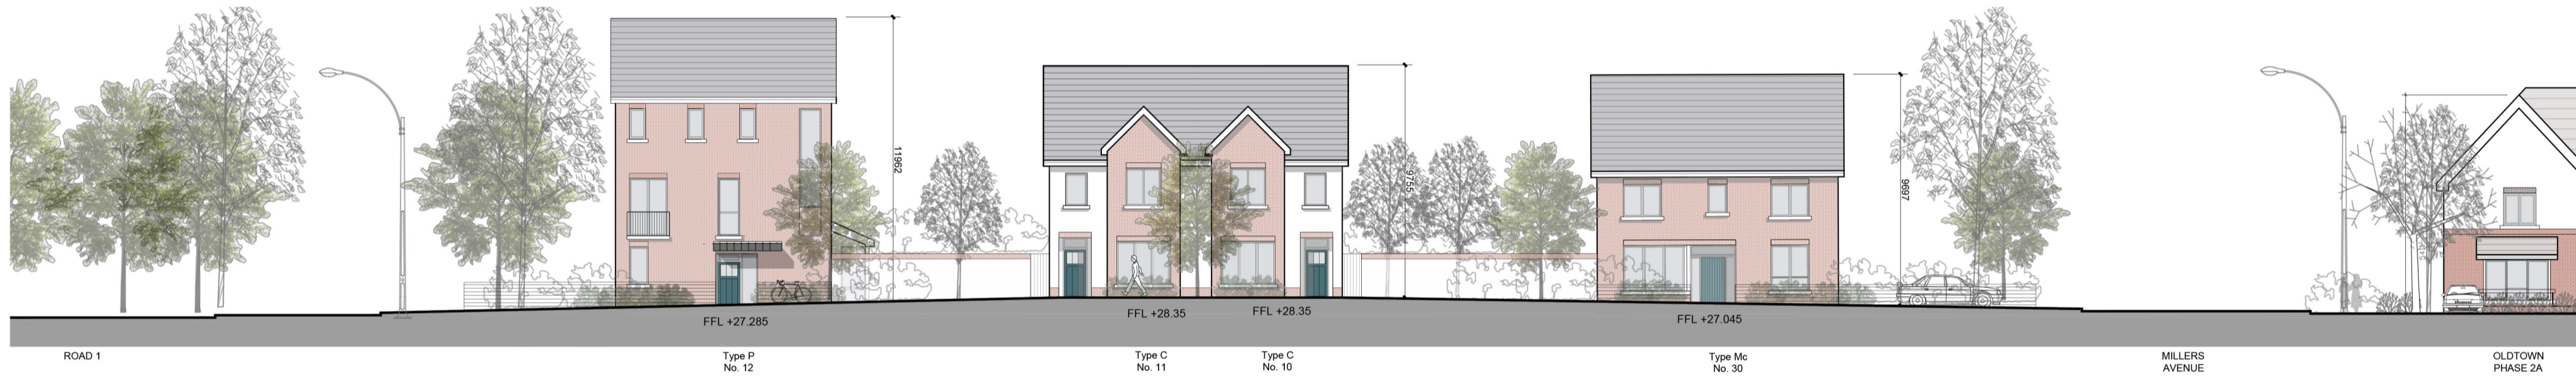 11962
9755
9697
FFL +27.285
FFL +28.35
FFL +28.35
FFL +27.045
ROAD 1
Type P
No. 12
Type C
No. 11
Type C
No. 10
Type Mc
No. 30
MILLERS
AVENUE
OLDTOWN
PHASE 2A